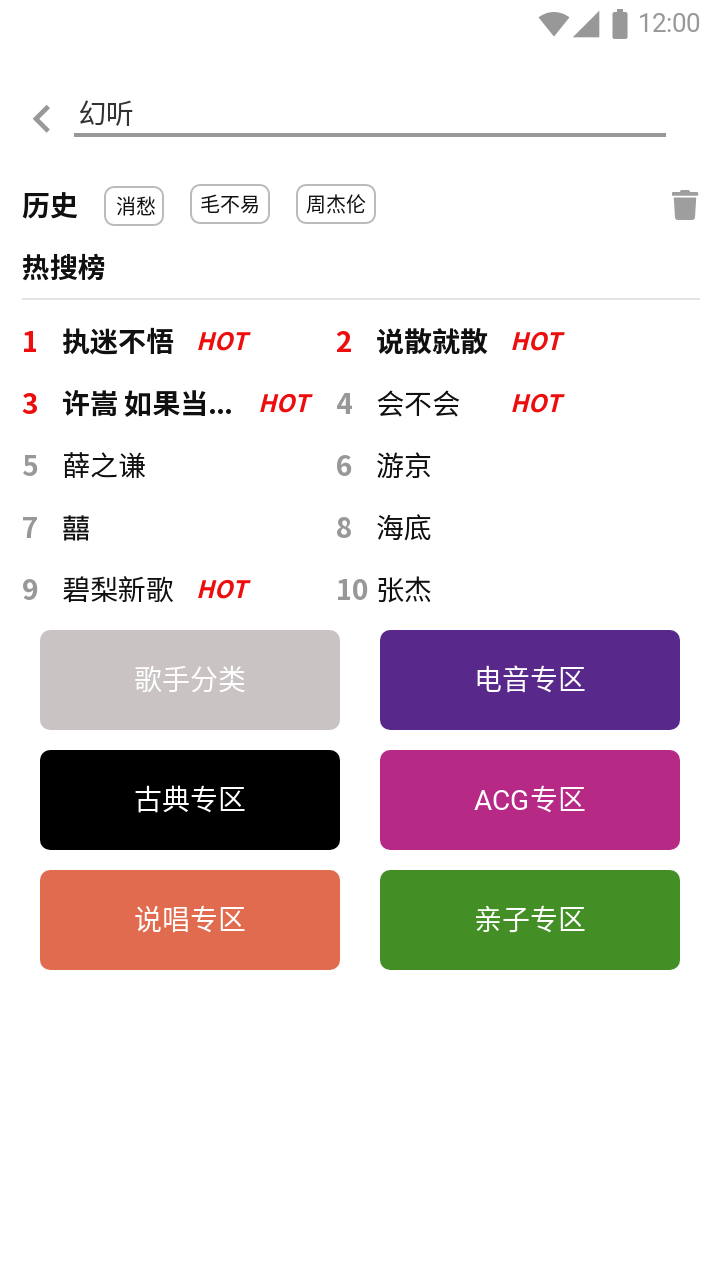 12:00
幻听
历史 消愁 毛不易 周杰伦
热搜榜
1 执迷不悟 HOT 2 说散就散 HOT
3 许嵩 如果当... HOT 4 会不会 HOT
5 薛之谦 6 游京
7 囍 8 海底
9 碧梨新歌 HOT 10 张杰
歌手分类 电音专区
古典专区 ACG专区
说唱专区 亲子专区